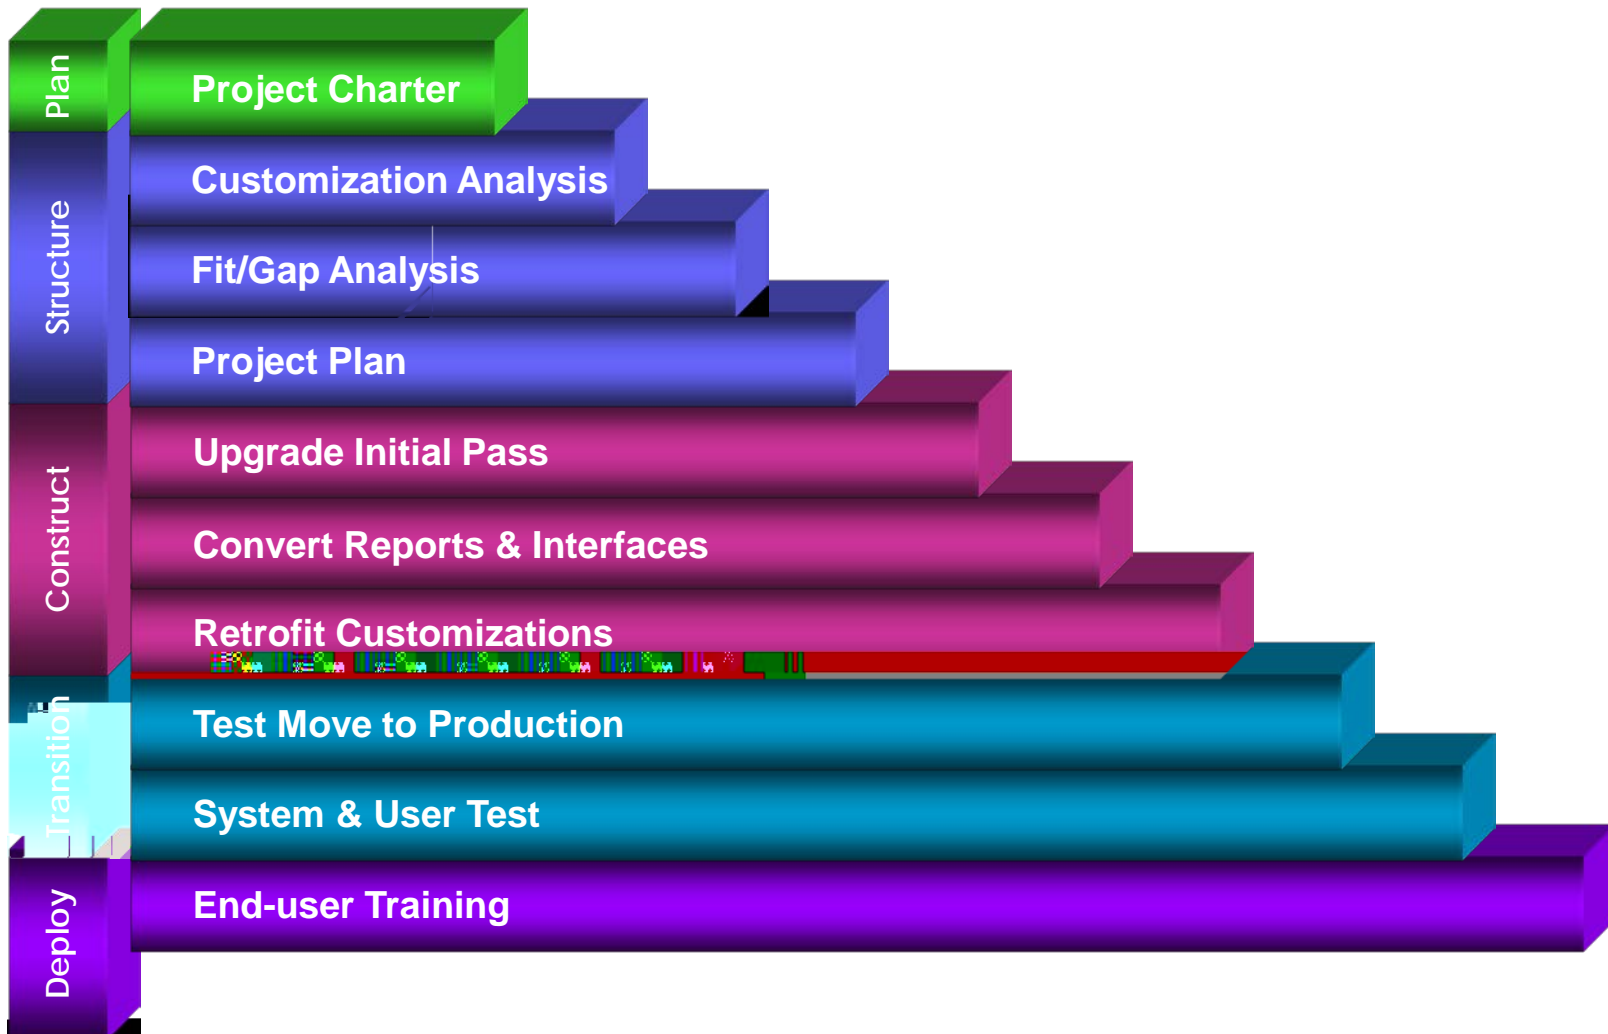 Plan
Project Charter
Structure
Customization Analysis
Fit/Gap Analysis
Project Plan
Construct
Upgrade Initial Pass
Convert Reports & Interfaces
Retrofit Customizations
Transition
Test Move to Production
System & User Test
Deploy
End-user Training